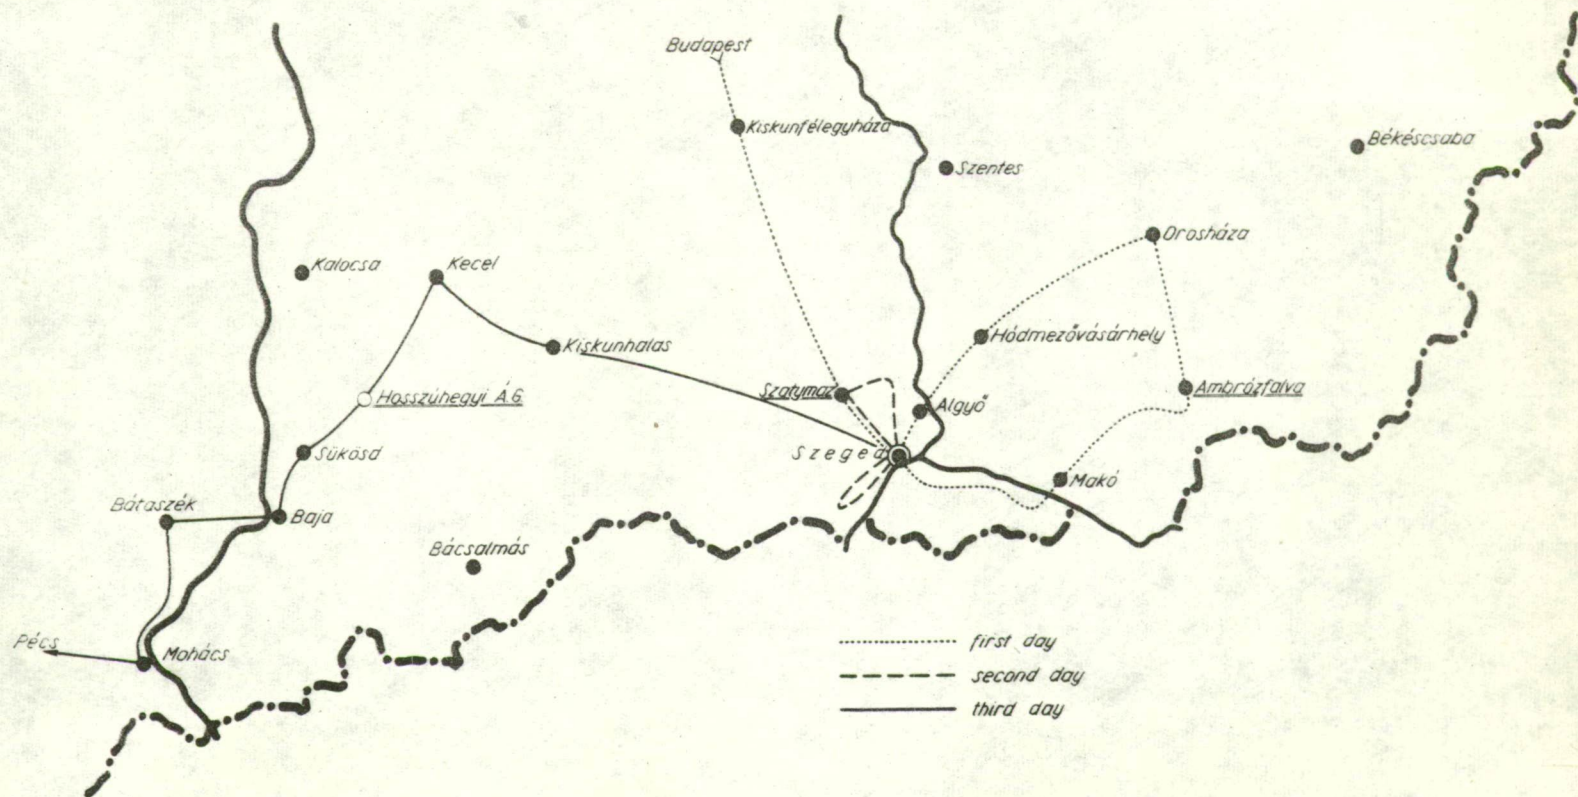 Budapest
Kiskunfélegyháza
Békéscsaba
Szentes
Orosháza
Kalocsa
Kecel
Hódmezővásárhely
Kiskunhalas
Szatymaz
Ambrózfalva
Hosszúhegyi Á.G
Algyő
Szeged
Sükösd
Makó
Bátaszék
Baja
Bácsalmás
Pécs
Mohács
first day
second day
third day